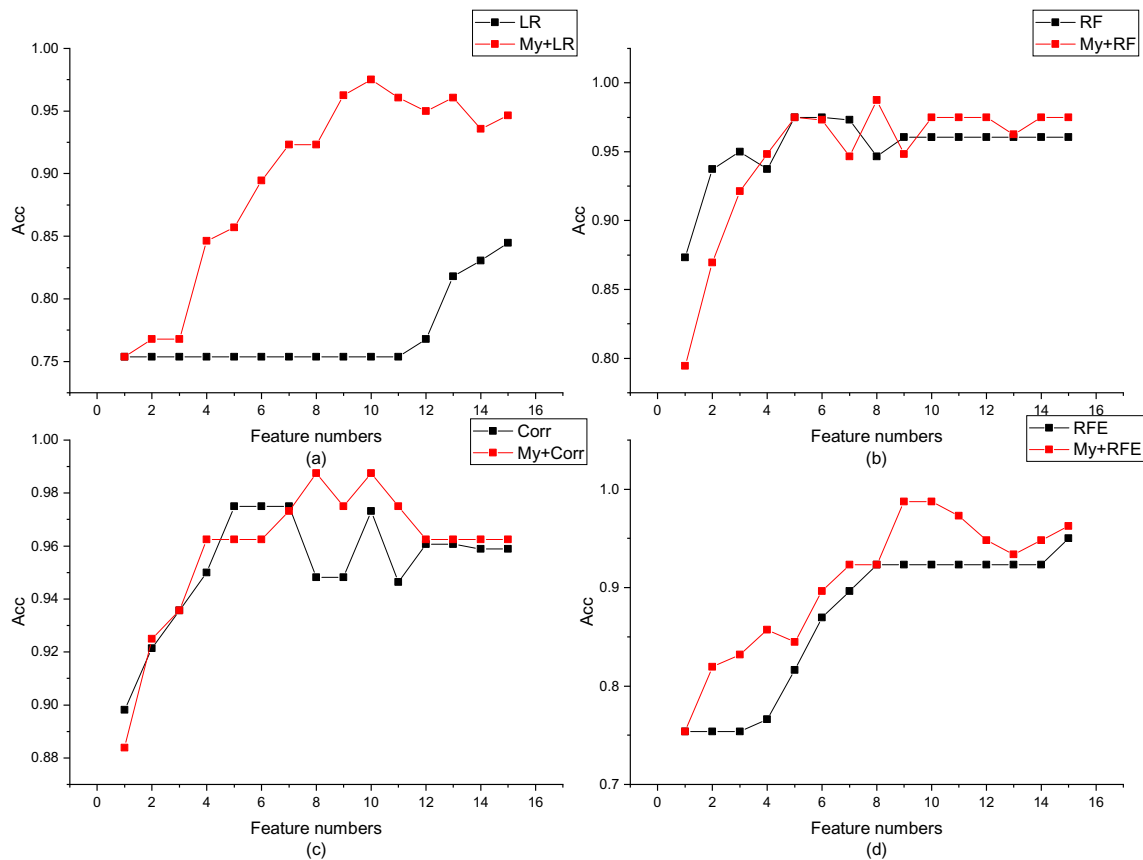 LR
My+LR
1.00
0.95
0.90
0.85
0.80
0.75
Acc
0 2 4 6 8 10 12 14 16
Feature numbers
(a)
RF
My+RF
1.00
0.95
0.90
0.85
0.80
Acc
0 2 4 6 8 10 12 14 16
Feature numbers
(b)
Corr
My+Corr
1.00
0.98
0.96
0.94
0.92
0.90
0.88
Acc
0 2 4 6 8 10 12 14 16
Feature numbers
(c)
RFE
My+RFE
1.0
0.9
0.8
0.7
Acc
0 2 4 6 8 10 12 14 16
Feature numbers
(d)